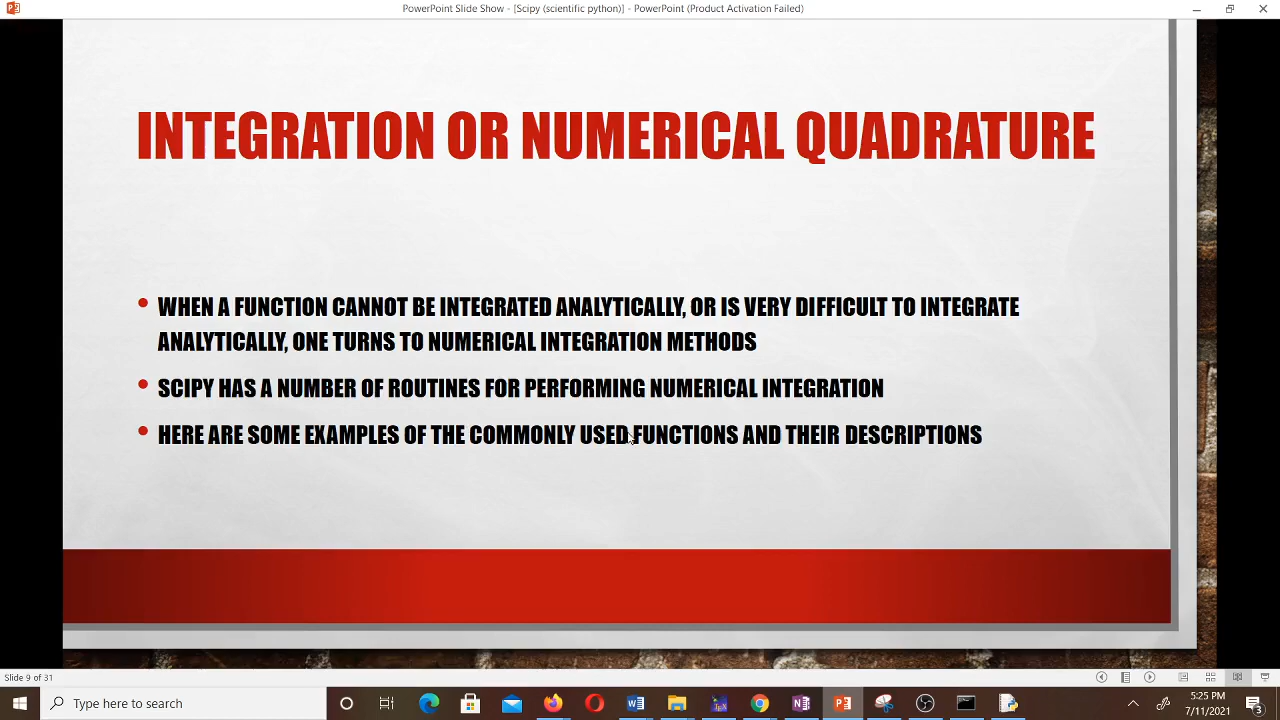 PowerPoint Slide Show - [Scipy (scientific python)] - PowerPoint (Product Activation Failed)
INTEGRATION OR NUMERICAL QUADRATURE
• WHEN A FUNCTION CANNOT BE INTEGRATED ANALYTICALLY, OR IS VERY DIFFICULT TO INTEGRATE
ANALYTICALLY, ONE TURNS TO NUMERICAL INTEGRATION METHODS
• SCIPY HAS A NUMBER OF ROUTINES FOR PERFORMING NUMERICAL INTEGRATION
• HERE ARE SOME EXAMPLES OF THE COMMONLY USED FUNCTIONS AND THEIR DESCRIPTIONS
Slide 9 of 31
Type here to search
5:25 PM
7/11/2021
3